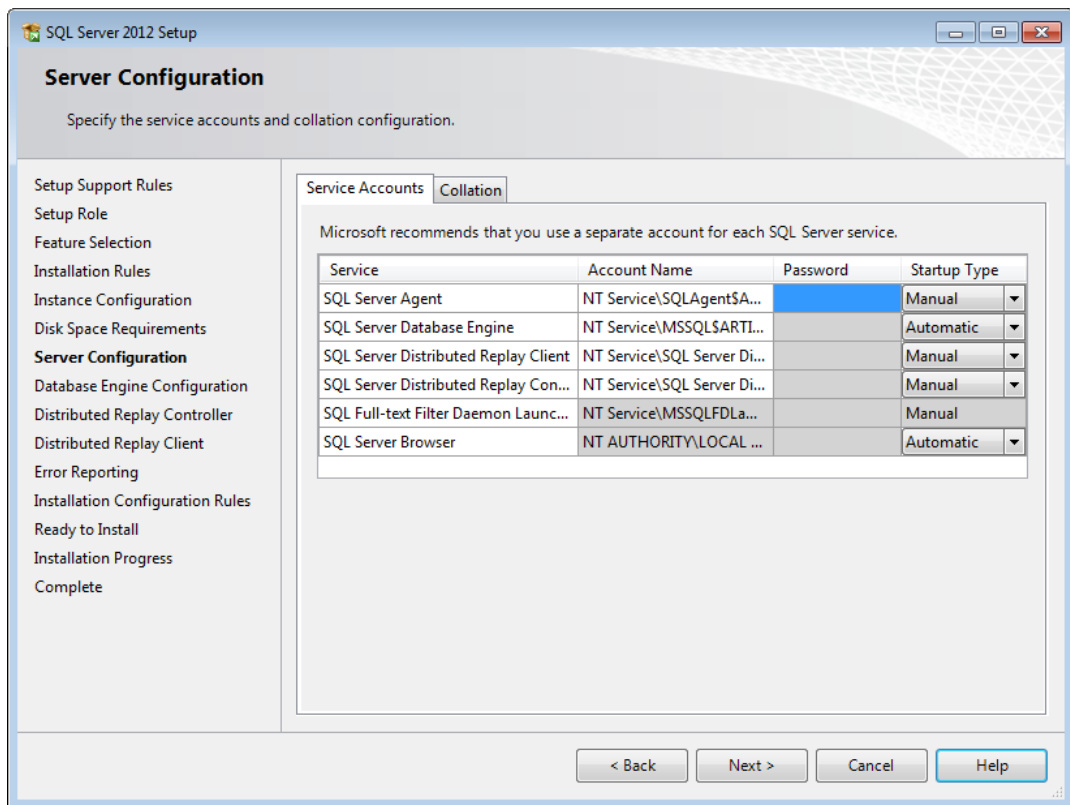 SQL Server 2012 Setup
Server Configuration
Specify the service accounts and collation configuration.
Setup Support Rules
Setup Role
Feature Selection
Installation Rules
Instance Configuration
Disk Space Requirements
Server Configuration
Database Engine Configuration
Distributed Replay Controller
Distributed Replay Client
Error Reporting
Installation Configuration Rules
Ready to Install
Installation Progress
Complete
Service Accounts Collation
Microsoft recommends that you use a separate account for each SQL Server service.
Service Account Name Password Startup Type
SQL Server Agent NT Service\SQLAgent$A... Manual
SQL Server Database Engine NT Service\MSSQL$ARTI... Automatic
SQL Server Distributed Replay Client NT Service\SQL Server Di... Manual
SQL Server Distributed Replay Con... NT Service\SQL Server Di... Manual
SQL Full-text Filter Daemon Launc... NT Service\MSSQLFDLa... Manual
SQL Server Browser NT AUTHORITY\LOCAL ... Automatic
< Back Next > Cancel Help